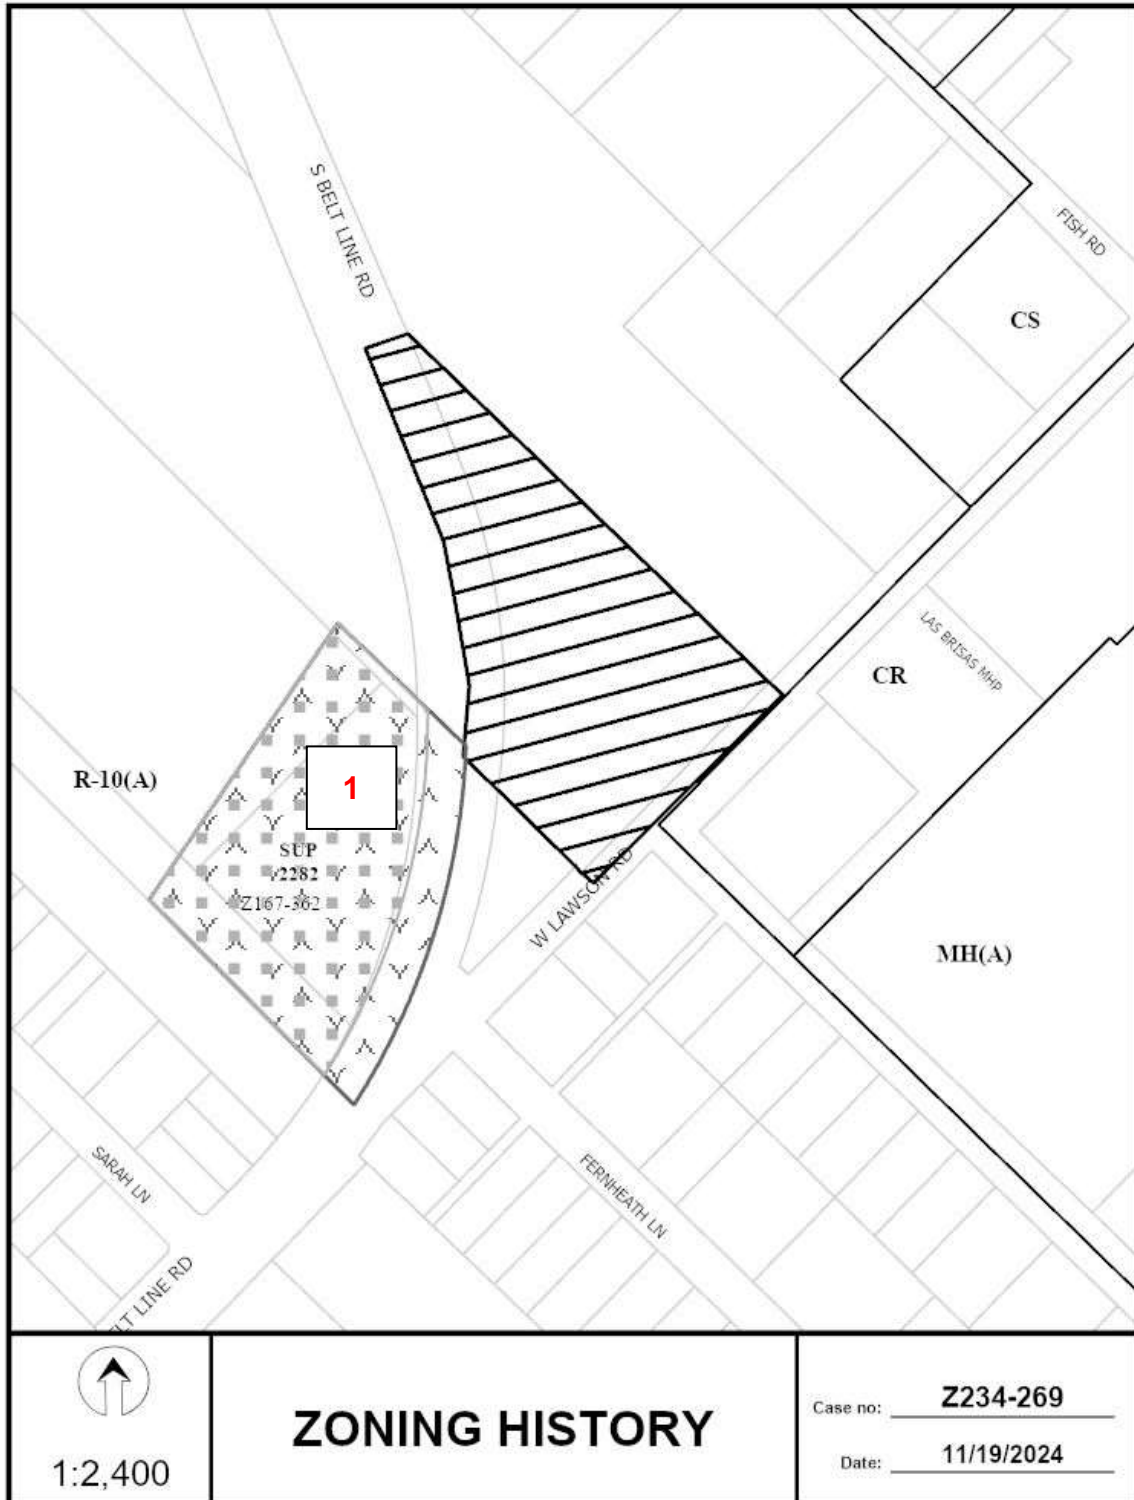 S BELT LINE RD
FISH RD
CS
LAS BRISAS MHP
CR
R-10(A)
1
SUP
2282
Z167-362
W LAWSON RD
MH(A)
SARAH LN
FERNHEATH LN
LT LINE RD
1:2,400
ZONING HISTORY
Case no: Z234-269
Date: 11/19/2024